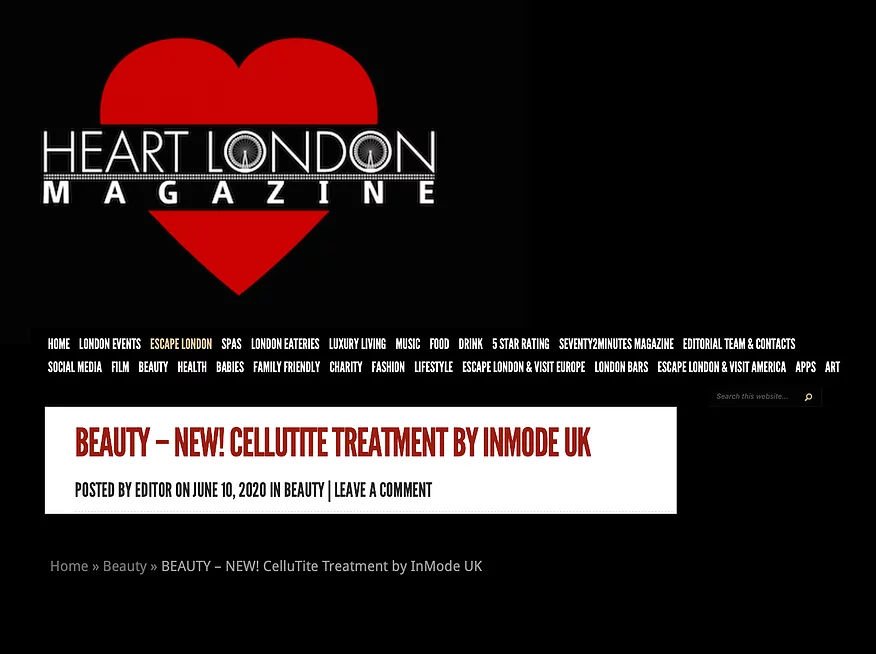 HEART LONDON
MAGAZINE
HOME LONDON EVENTS ESCAPE LONDON SPAS LONDON EATERIES LUXURY LIVING MUSIC FOOD DRINK 5 STAR RATING SEVENTY2MINUTES MAGAZINE EDITORIAL TEAM & CONTACTS
SOCIAL MEDIA FILM BEAUTY HEALTH BABIES FAMILY FRIENDLY CHARITY FASHION LIFESTYLE ESCAPE LONDON & VISIT EUROPE LONDON BARS ESCAPE LONDON & VISIT AMERICA APPS ART
Search this website...
BEAUTY – NEW! CELLUTITE TREATMENT BY INMODE UK
POSTED BY EDITOR ON JUNE 10, 2020 IN BEAUTY | LEAVE A COMMENT
Home » Beauty » BEAUTY – NEW! CelluTite Treatment by InMode UK